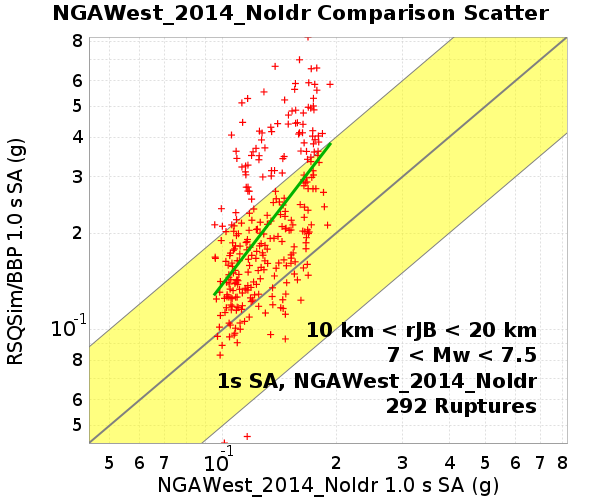 NGAWest_2014_NoIdr Comparison Scatter
RSQSim/BBP 1.0 s SA (g)
8
6
5
4
3
2
10-1
8
6
5
10 km < rJB < 20 km
7 < Mw < 7.5
1s SA, NGAWest_2014_NoIdr
292 Ruptures
5 6 7 10-1 2 3 4 5 6 7 8
NGAWest_2014_NoIdr 1.0 s SA (g)